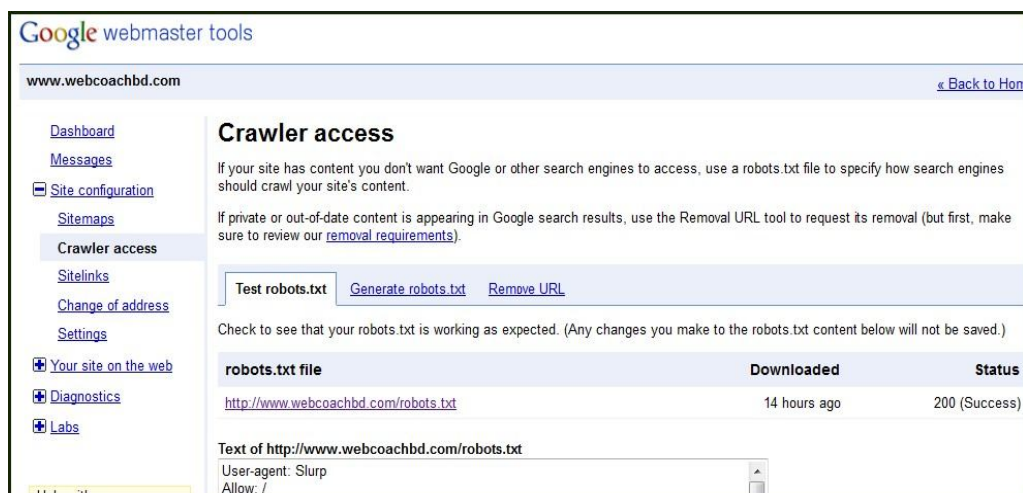 Google webmaster tools
www.webcoachbd.com
« Back to Hom
Dashboard
Messages
Site configuration
Sitemaps
Crawler access
Sitelinks
Change of address
Settings
Your site on the web
Diagnostics
Labs
Crawler access
If your site has content you don't want Google or other search engines to access, use a robots.txt file to specify how search engines
should crawl your site's content.
If private or out-of-date content is appearing in Google search results, use the Removal URL tool to request its removal (but first, make
sure to review our removal requirements).
Test robots.txt Generate robots.txt Remove URL
Check to see that your robots.txt is working as expected. (Any changes you make to the robots.txt content below will not be saved.)
robots.txt file Downloaded Status
http://www.webcoachbd.com/robots.txt 14 hours ago 200 (Success)
Text of http://www.webcoachbd.com/robots.txt
User-agent: Slurp
Allow: /